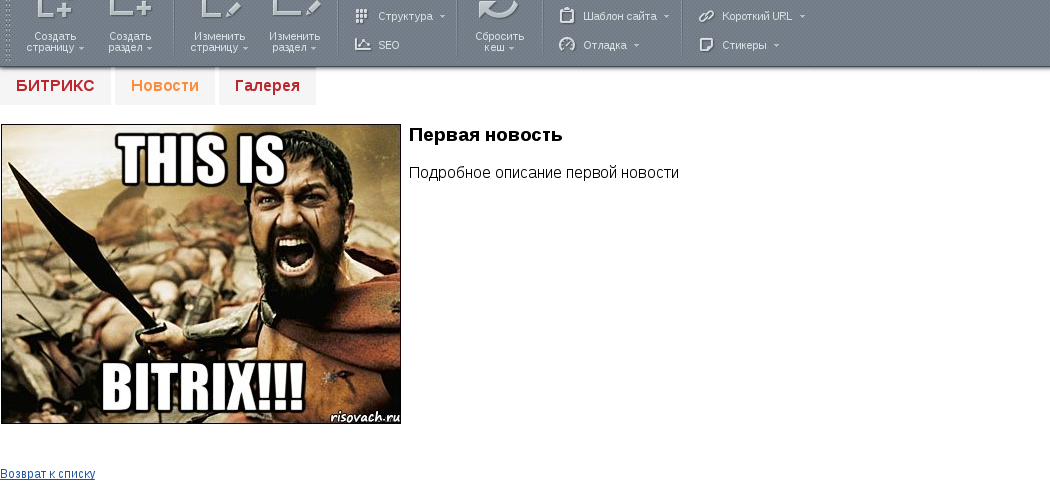 Создать
страницу
Создать
раздел
Изменить
страницу
Изменить
раздел
Структура
SEO
Сбросить
кеш
Шаблон сайта
Отладка
Короткий URL
Стикеры
БИТРИКС
Новости
Галерея
THIS IS
BITRIX!!!
risovach.ru
Первая новость
Подробное описание первой новости
Возврат к списку